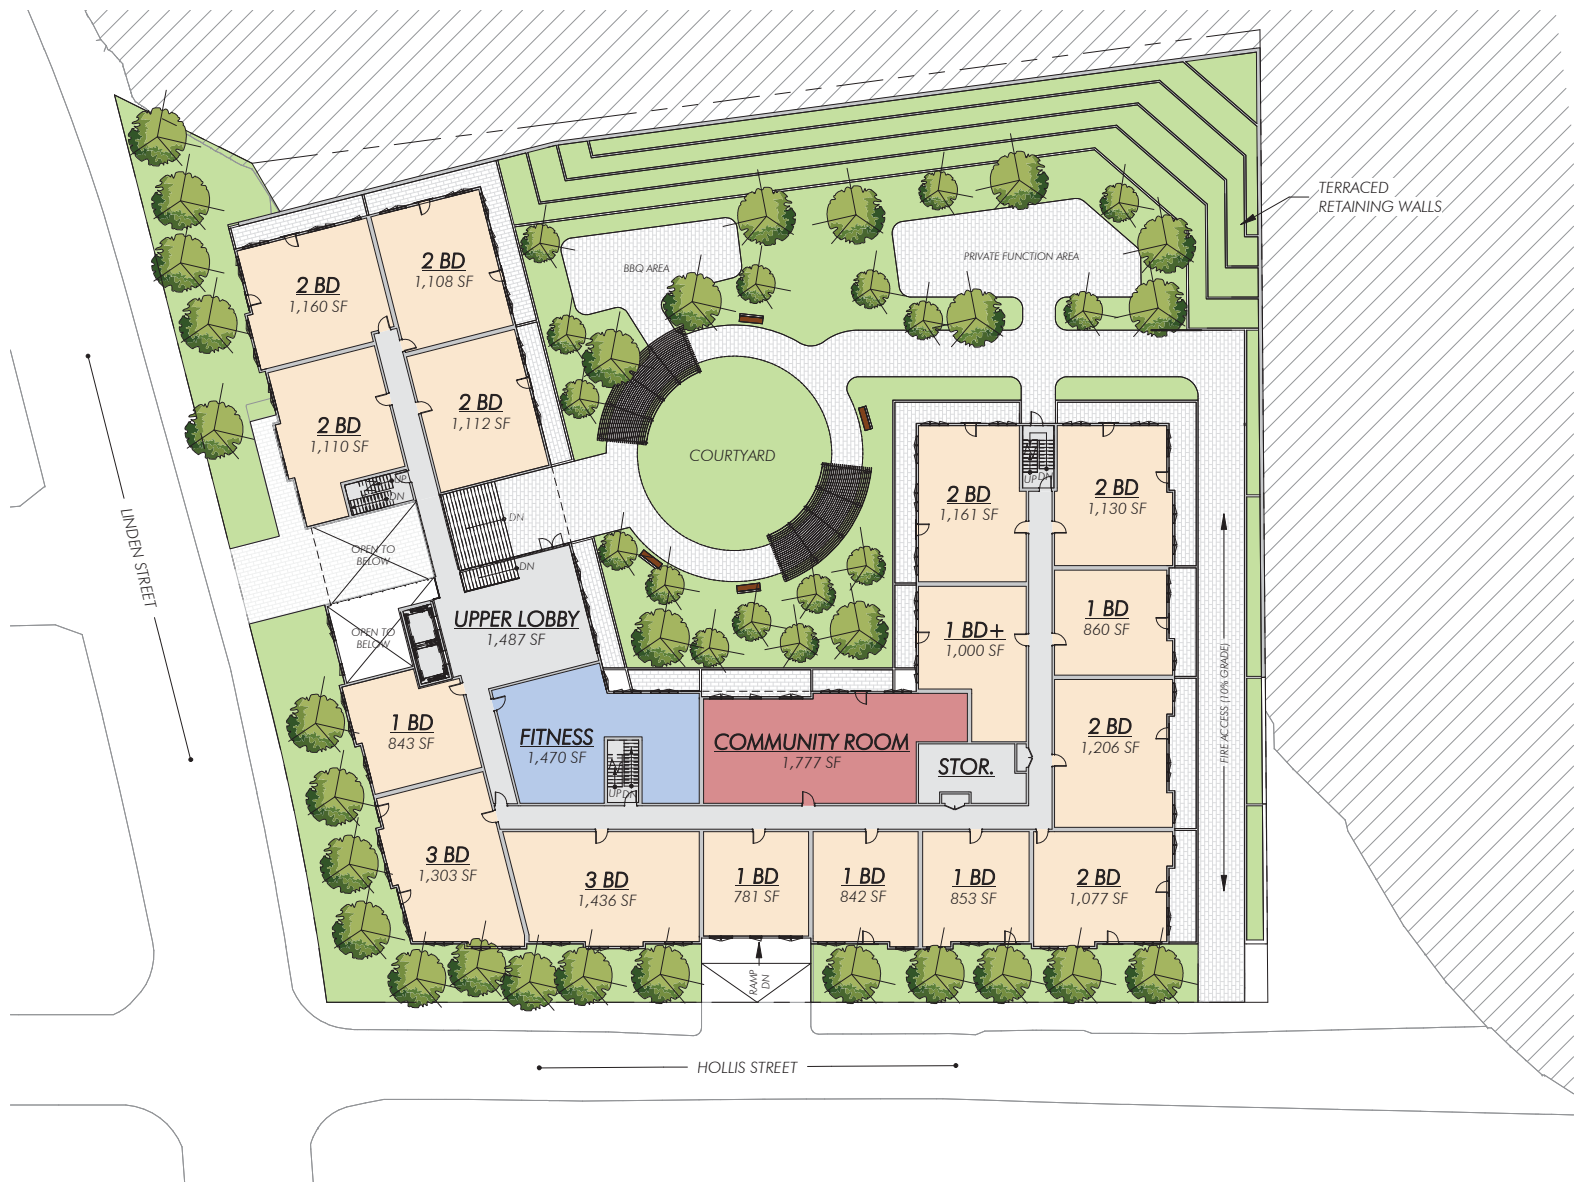 TERRACED
RETAINING WALLS
BBQ AREA
PRIVATE FUNCTION AREA
2 BD
1,160 SF
2 BD
1,108 SF
2 BD
1,110 SF
2 BD
1,112 SF
COURTYARD
UP
DN
DN
DN
OPEN TO
BELOW
OPEN TO
BELOW
LINDEN STREET
UPPER LOBBY
1,487 SF
2 BD
1,161 SF
UP
DN
2 BD
1,130 SF
1 BD+
1,000 SF
1 BD
860 SF
FIRE ACCESS (10% GRADE)
1 BD
843 SF
FITNESS
1,470 SF
UP
DN
COMMUNITY ROOM
1,777 SF
STOR.
2 BD
1,206 SF
3 BD
1,303 SF
3 BD
1,436 SF
1 BD
781 SF
1 BD
842 SF
1 BD
853 SF
2 BD
1,077 SF
RAMP
DN
HOLLIS STREET